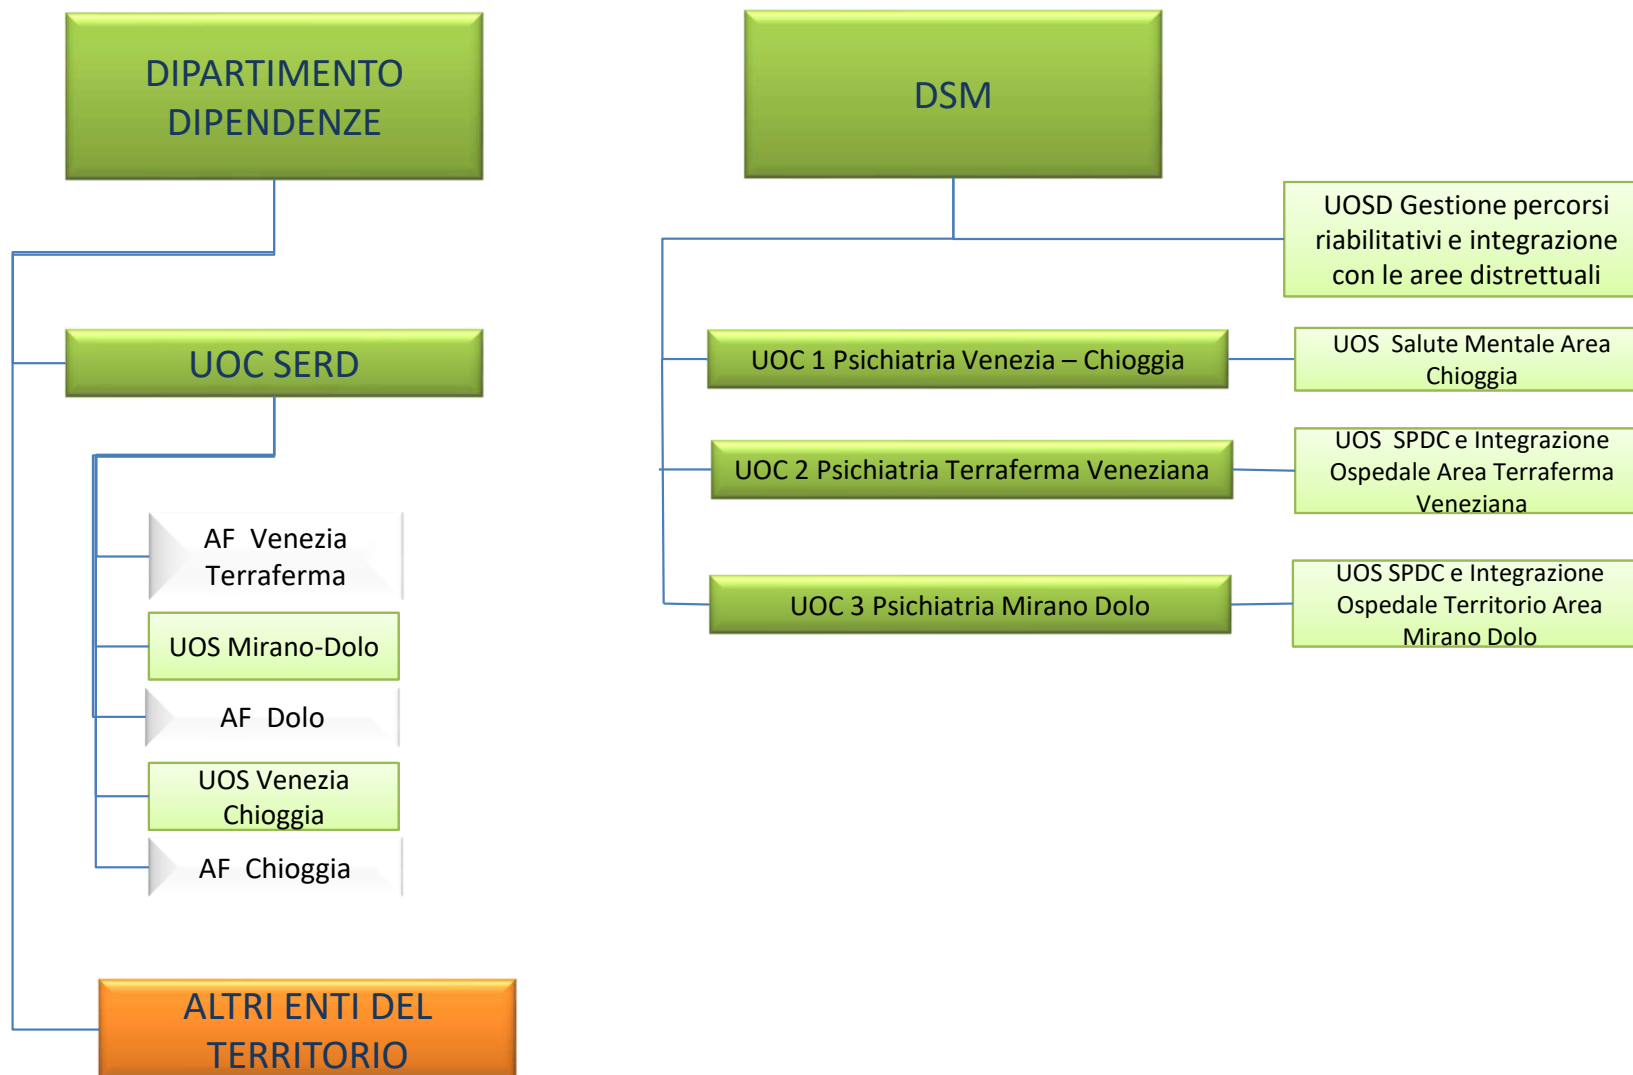 DIPARTIMENTO
DIPENDENZE
UOC SERD
AF Venezia
Terraferma
UOS Mirano-Dolo
AF Dolo
UOS Venezia
Chioggia
AF Chioggia
ALTRI ENTI DEL
TERRITORIO
DSM
UOSD Gestione percorsi
riabilitativi e integrazione
con le aree distrettuali
UOC 1 Psichiatria Venezia – Chioggia
UOS Salute Mentale Area
Chioggia
UOC 2 Psichiatria Terraferma Veneziana
UOS SPDC e Integrazione
Ospedale Area Terraferma
Veneziana
UOC 3 Psichiatria Mirano Dolo
UOS SPDC e Integrazione
Ospedale Territorio Area
Mirano Dolo